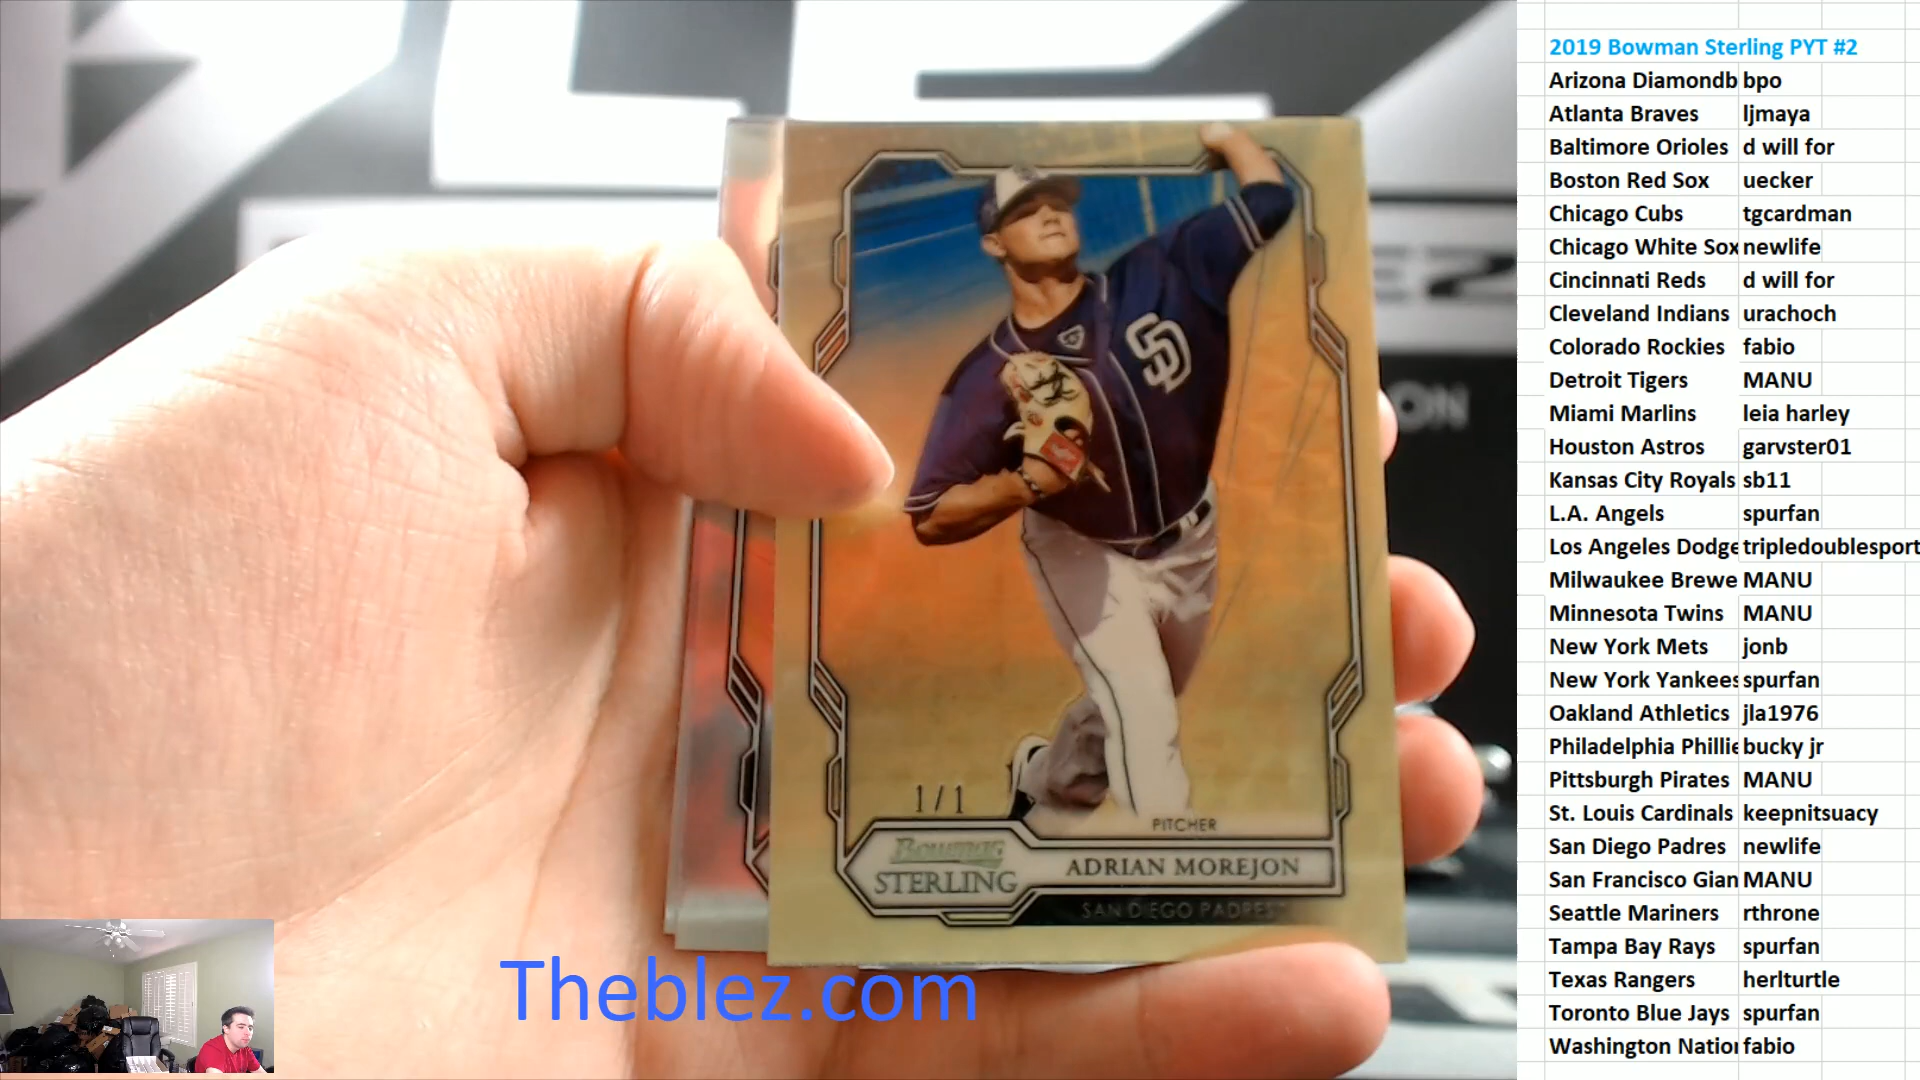 2019 Bowman Sterling PYT #2
Arizona Diamondb bpo
Atlanta Braves ljmaya
Baltimore Orioles d will for
Boston Red Sox uecker
Chicago Cubs tgcardman
Chicago White Sox newlife
Cincinnati Reds d will for
Cleveland Indians urachoch
Colorado Rockies fabio
Detroit Tigers MANU
Miami Marlins leia harley
Houston Astros garvster01
Kansas City Royals sb11
L.A. Angels spurfan
Los Angeles Dodge tripledoublesport
Milwaukee Brewe MANU
Minnesota Twins MANU
New York Mets jonb
New York Yankees spurfan
Oakland Athletics jla1976
Philadelphia Phillie bucky jr
Pittsburgh Pirates MANU
St. Louis Cardinals keepnitsuacy
San Diego Padres newlife
San Francisco Gian MANU
Seattle Mariners rthrone
Tampa Bay Rays spurfan
Texas Rangers herlturtle
Toronto Blue Jays spurfan
Washington Natio fabio
SD
1/1
PITCHER
Bowman
STERLING
ADRIAN MOREJON
SAN DIEGO PADRES
Theblez.com